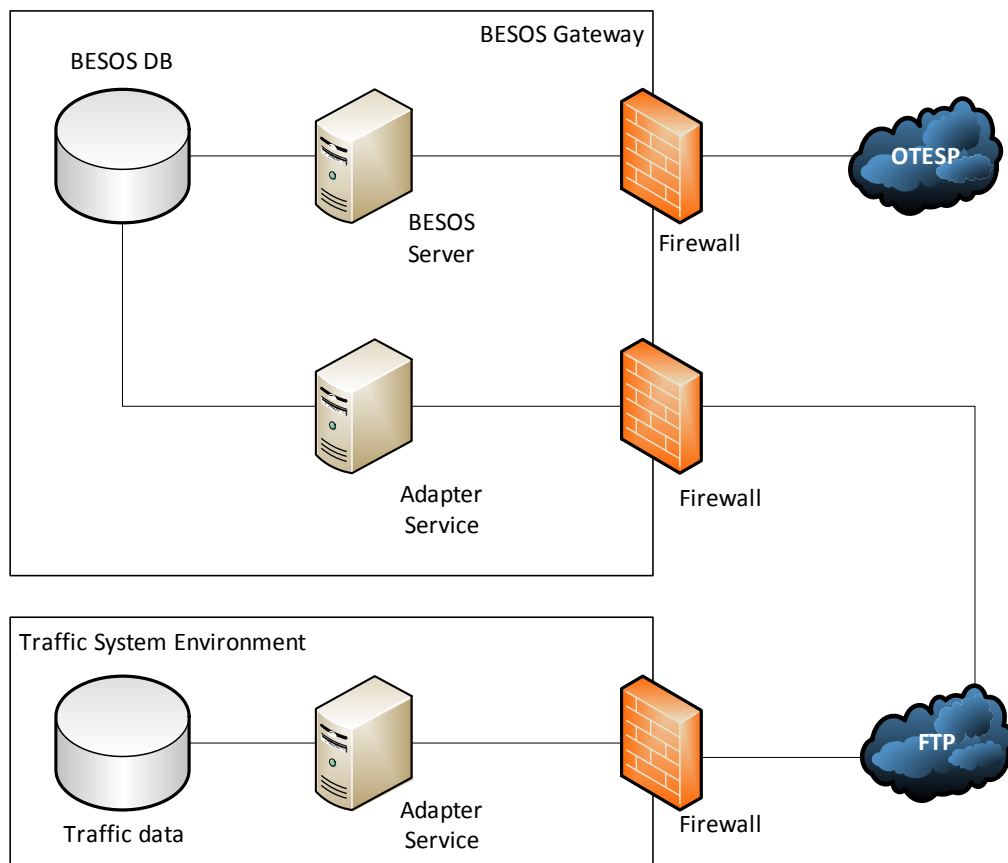 BESOS Gateway
BESOS DB
OTESP
BESOS
Server
Firewall
Adapter
Service
Firewall
Traffic System Environment
FTP
Traffic data
Adapter
Service
Firewall